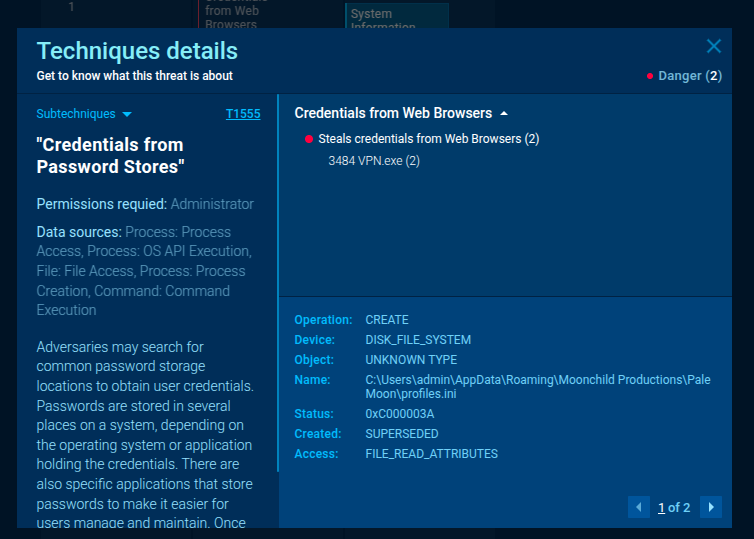 1
Credentials
from Web
Browsers
System
Information
Techniques details
Get to know what this threat is about
Danger (2)
Subtechniques
T1555
"Credentials from
Password Stores"
Permissions requied: Administrator
Data sources: Process: Process
Access, Process: OS API Execution,
File: File Access, Process: Process
Creation, Command: Command
Execution
Adversaries may search for
common password storage
locations to obtain user credentials.
Passwords are stored in several
places on a system, depending on
the operating system or application
holding the credentials. There are
also specific applications that store
passwords to make it easier for
users manage and maintain. Once
Credentials from Web Browsers
Steals credentials from Web Browsers (2)
3484 VPN.exe (2)
Operation: CREATE
Device: DISK_FILE_SYSTEM
Object: UNKNOWN TYPE
Name: C:\Users\admin\AppData\Roaming\Moonchild Productions\Pale
Moon\profiles.ini
Status: 0xC000003A
Created: SUPERSEDED
Access: FILE_READ_ATTRIBUTES
1 of 2